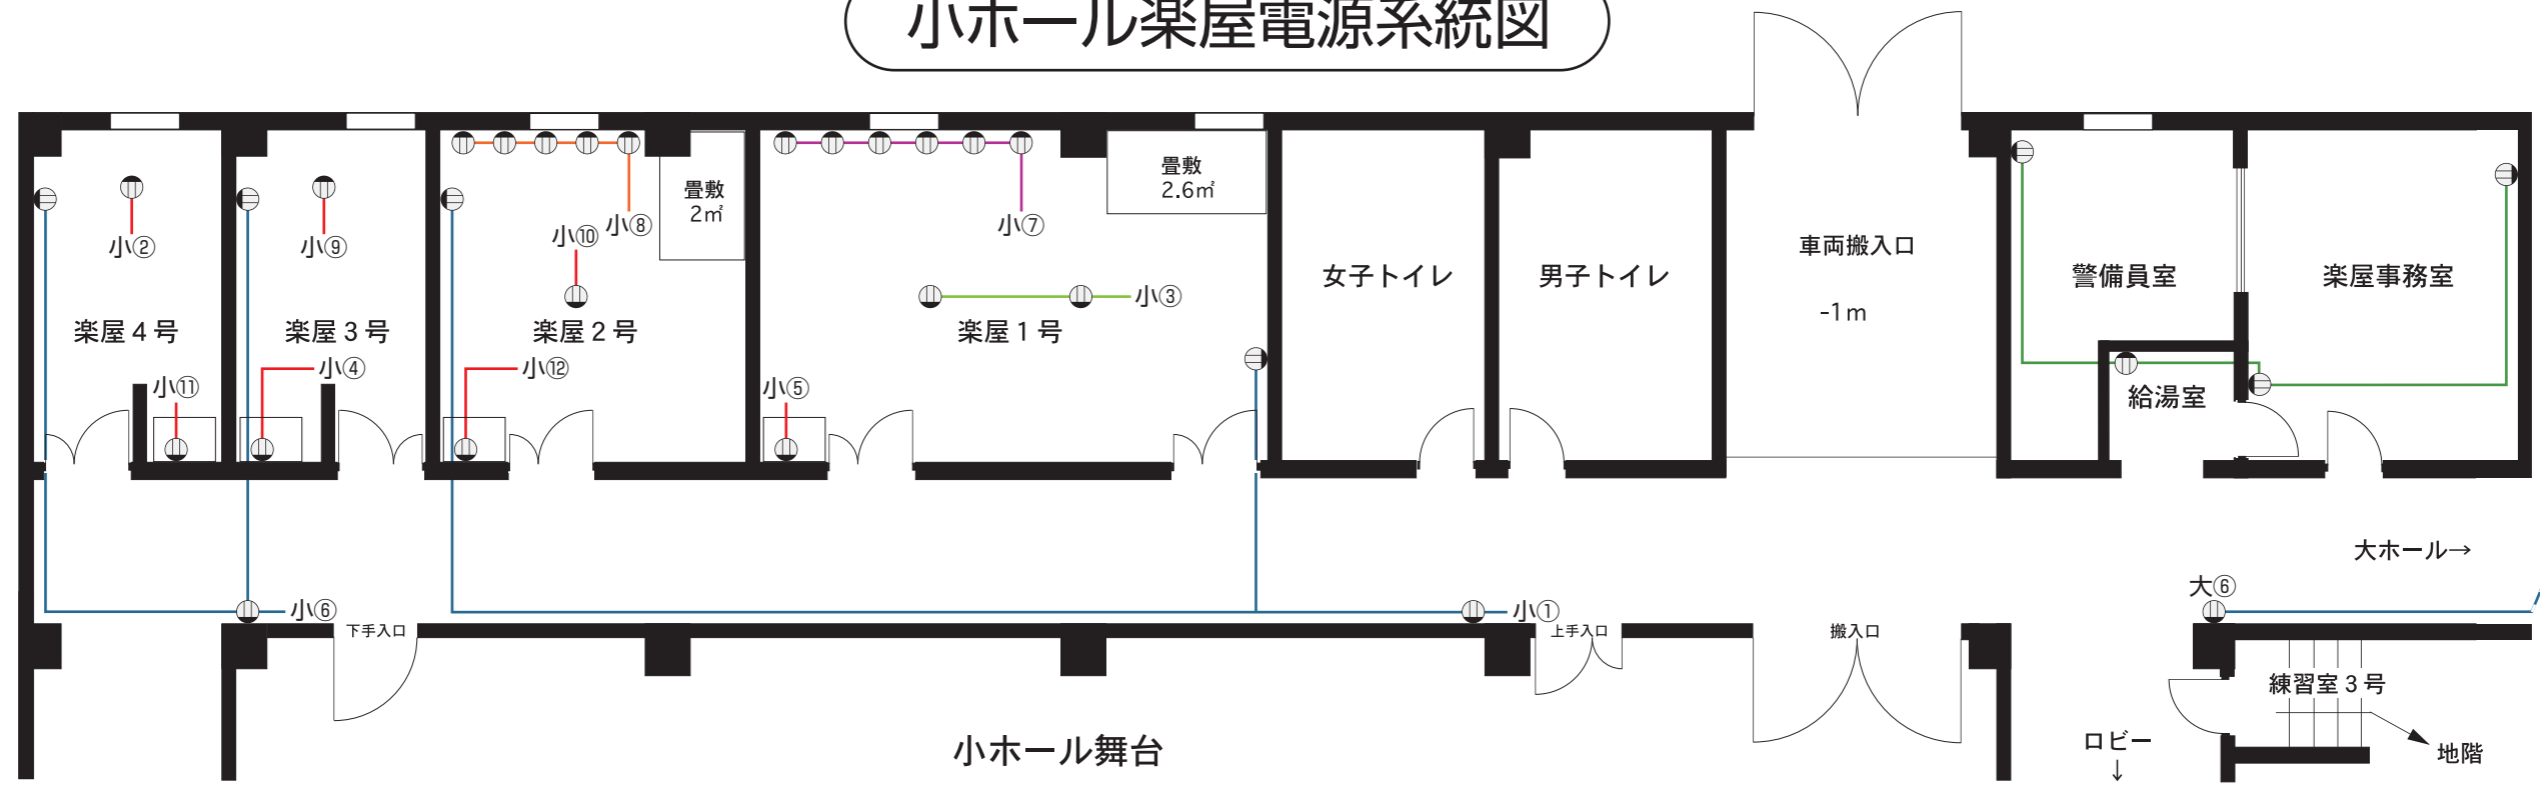 小ホール楽屋電源系統図
楽屋４号
小②
小⑪
楽屋３号
小⑨
小④
楽屋２号
小⑧
小⑩
小⑫
畳敷
2㎡
楽屋１号
小⑦
小③
小⑤
畳敷
2.6㎡
女子トイレ
男子トイレ
車両搬入口
-1m
警備員室
給湯室
楽屋事務室
小⑥
小①
大ホール→
大⑥
下手入口
上手入口
搬入口
小ホール舞台
ロビー
↓
練習室３号
地階